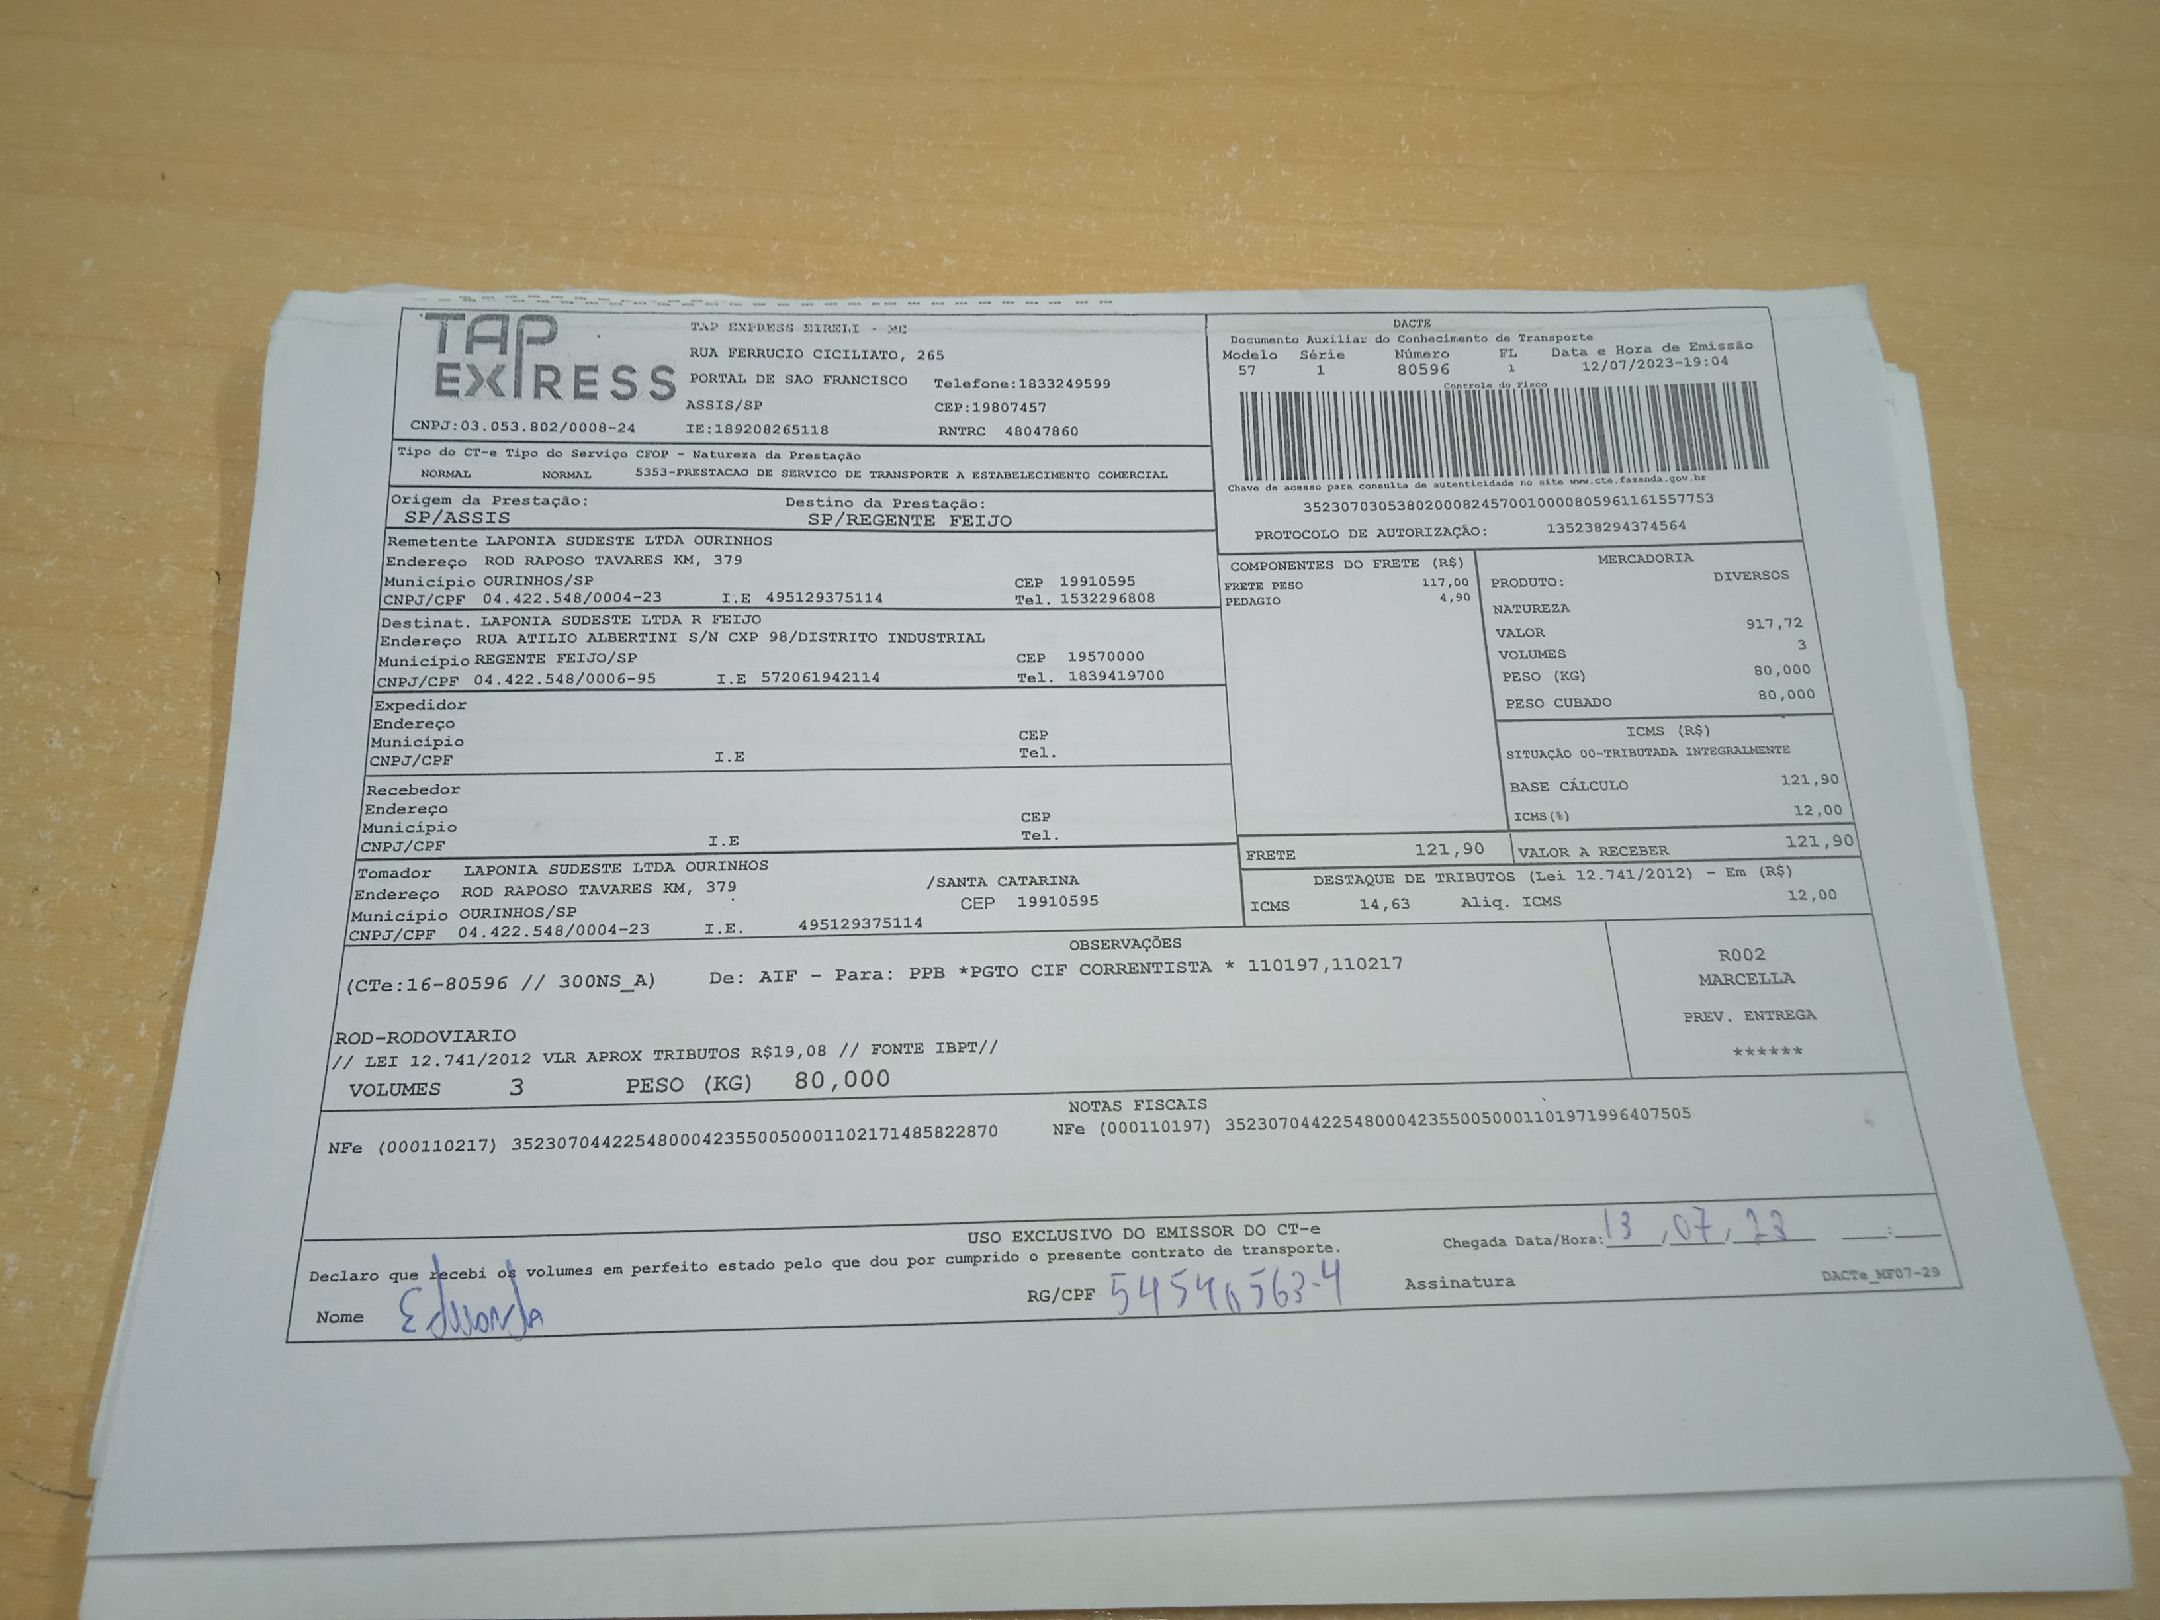 TAP EXPRESS
TAP EXPRESS EIRELI - MC
RUA FERRUCIO CICILIATO, 265
PORTAL DE SAO FRANCISCO Telefone:1833249599
ASSIS/SP CEP:19807457
CNPJ:03.053.802/0008-24 IE:189208265118 RNTRC 48047860
DACTE
Documento Auxiliar do Conhecimento de Transporte
Modelo Série Número FL Data e Hora de Emissão
57 1 80596 1 12/07/2023-19:04
Controle do Fisco
Chave de acesso para consulta de autenticidade no site www.cte.fazenda.gov.br
35230703053802000824570010000805961161557753
PROTOCOLO DE AUTORIZAÇÃO: 135238294374564
Tipo do CT-e Tipo do Serviço CFOP - Natureza da Prestação
NORMAL NORMAL 5353-PRESTACAO DE SERVICO DE TRANSPORTE A ESTABELECIMENTO COMERCIAL
Origem da Prestação: Destino da Prestação:
SP/ASSIS SP/REGENTE FEIJO
Remetente LAPONIA SUDESTE LTDA OURINHOS
Endereço ROD RAPOSO TAVARES KM, 379
Município OURINHOS/SP CEP 19910595
CNPJ/CPF 04.422.548/0004-23 I.E 495129375114 Tel. 1532296808
Destinat. LAPONIA SUDESTE LTDA R FEIJO
Endereço RUA ATILIO ALBERTINI S/N CXP 98/DISTRITO INDUSTRIAL
Município REGENTE FEIJO/SP CEP 19570000
CNPJ/CPF 04.422.548/0006-95 I.E 572061942114 Tel. 1839419700
Expedidor
Endereço
Município CEP
CNPJ/CPF I.E Tel.
Recebedor
Endereço
Município CEP
CNPJ/CPF I.E Tel.
Tomador LAPONIA SUDESTE LTDA OURINHOS
Endereço ROD RAPOSO TAVARES KM, 379 /SANTA CATARINA
Município OURINHOS/SP CEP 19910595
CNPJ/CPF 04.422.548/0004-23 I.E. 495129375114
COMPONENTES DO FRETE (R$)
FRETE PESO 117,00
PEDAGIO 4,90
MERCADORIA
PRODUTO: DIVERSOS
NATUREZA
VALOR 917,72
VOLUMES 3
PESO (KG) 80,000
PESO CUBADO 80,000
ICMS (R$)
SITUAÇÃO 00-TRIBUTADA INTEGRALMENTE
BASE CÁLCULO 121,90
ICMS(%) 12,00
FRETE 121,90 VALOR A RECEBER 121,90
DESTAQUE DE TRIBUTOS (Lei 12.741/2012) - Em (R$)
ICMS 14,63 Aliq. ICMS 12,00
OBSERVAÇÕES
(CTe:16-80596 // 300NS_A) De: AIF - Para: PPB *PGTO CIF CORRENTISTA * 110197,110217
ROD-RODOVIARIO
// LEI 12.741/2012 VLR APROX TRIBUTOS R$19,08 // FONTE IBPT//
VOLUMES 3 PESO (KG) 80,000
R002
MARCELLA
PREV. ENTREGA
******
NOTAS FISCAIS
NFe (000110217) 35230704422548000423550050001102171485822870 NFe (000110197) 35230704422548000423550050001101971996407505
USO EXCLUSIVO DO EMISSOR DO CT-e
Chegada Data/Hora: 13 , 07 , 23 ____:____
Declaro que recebi os volumes em perfeito estado pelo que dou por cumprido o presente contrato de transporte.
Nome Eduarda RG/CPF Assinatura DACTe_MF07-29